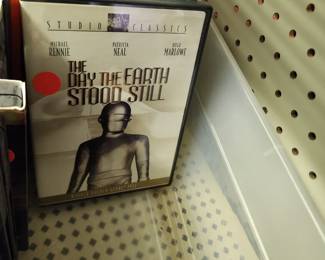 STUDIO CLASSICS
MICHAEL RENNIE
PATRICIA NEAL
HUGH MARLOWE
THE
DAY THE EARTH
STOOD STILL